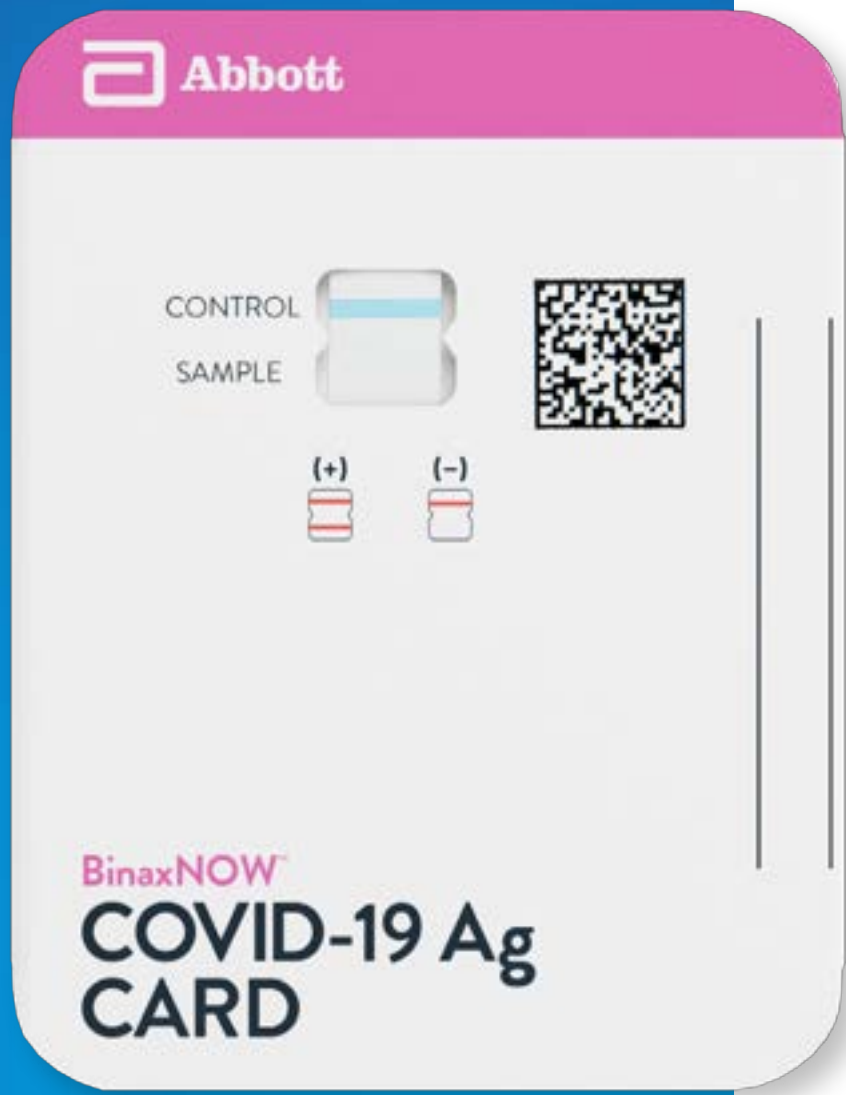 Abbott
CONTROL
SAMPLE
(+) (-)
BinaxNOW™
COVID-19 Ag
CARD